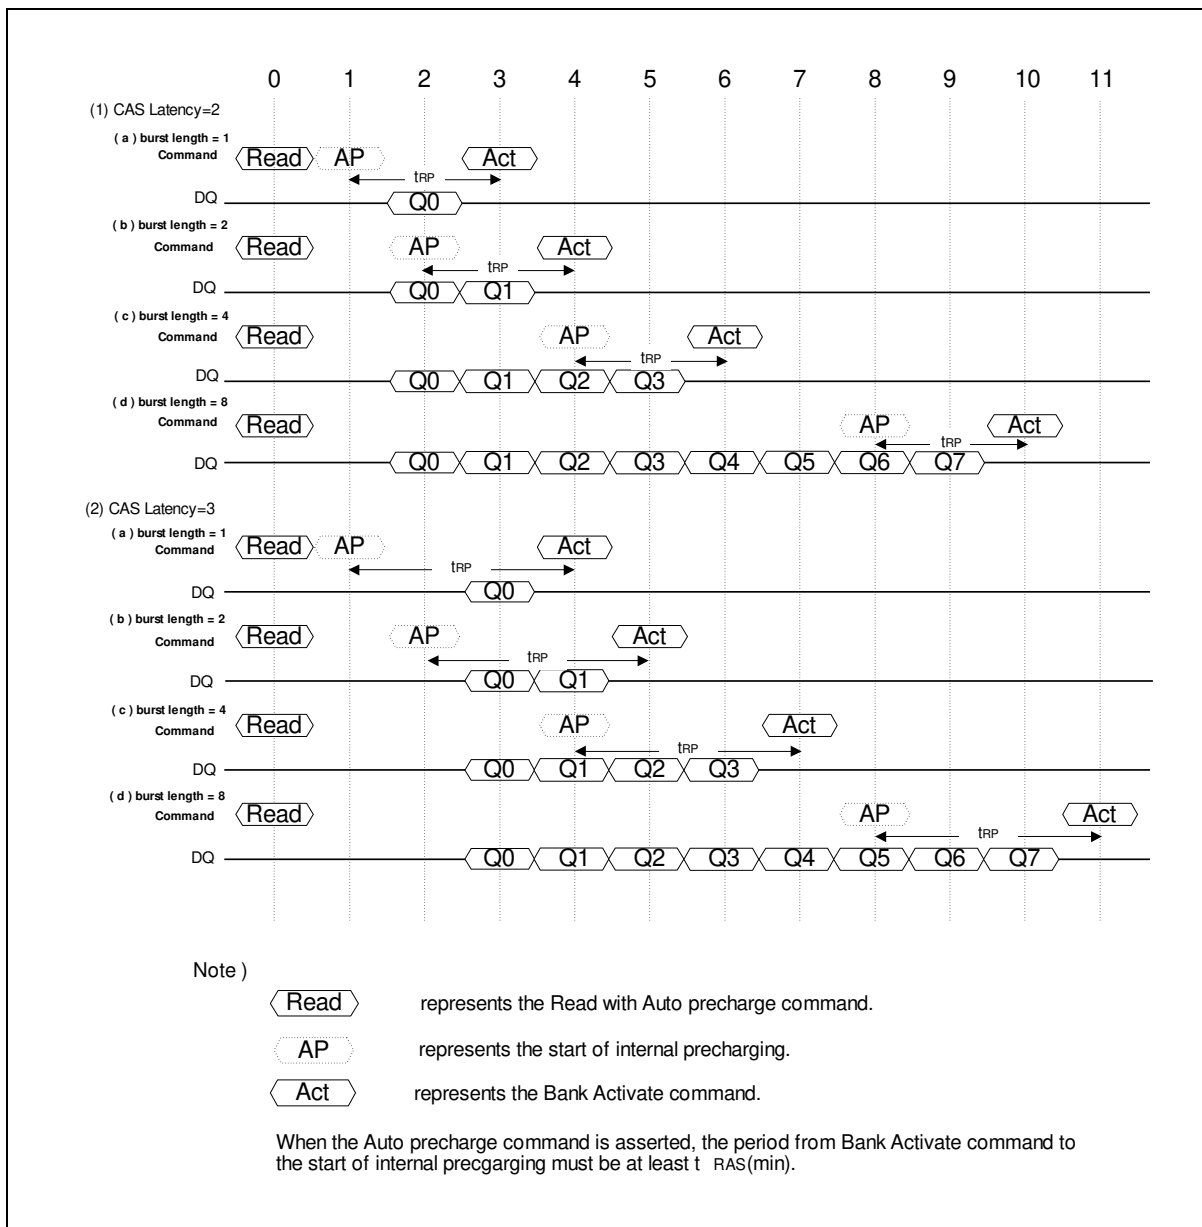 0 1 2 3 4 5 6 7 8 9 10 11
(1) CAS Latency=2
( a ) burst length = 1
Command Read AP Act
tRP
DQ Q0
( b ) burst length = 2
Command Read AP Act
tRP
DQ Q0 Q1
( c ) burst length = 4
Command Read AP Act
tRP
DQ Q0 Q1 Q2 Q3
( d ) burst length = 8
Command Read AP Act
tRP
DQ Q0 Q1 Q2 Q3 Q4 Q5 Q6 Q7
(2) CAS Latency=3
( a ) burst length = 1
Command Read AP Act
tRP
DQ Q0
( b ) burst length = 2
Command Read AP Act
tRP
DQ Q0 Q1
( c ) burst length = 4
Command Read AP Act
tRP
DQ Q0 Q1 Q2 Q3
( d ) burst length = 8
Command Read AP Act
tRP
DQ Q0 Q1 Q2 Q3 Q4 Q5 Q6 Q7
Note )
Read represents the Read with Auto precharge command.
AP represents the start of internal precharging.
Act represents the Bank Activate command.
When the Auto precharge command is asserted, the period from Bank Activate command to
the start of internal precgarging must be at least t RAS(min).